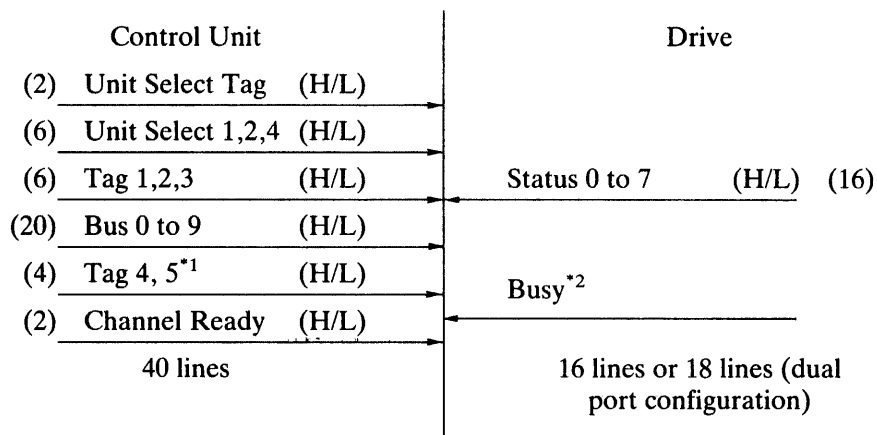 Control Unit
Drive
(2) Unit Select Tag (H/L)
(6) Unit Select 1,2,4 (H/L)
(6) Tag 1,2,3 (H/L)
Status 0 to 7 (H/L) (16)
(20) Bus 0 to 9 (H/L)
(4) Tag 4, 5*1 (H/L)
Busy*2
(2) Channel Ready (H/L)
40 lines
16 lines or 18 lines (dual
port configuration)